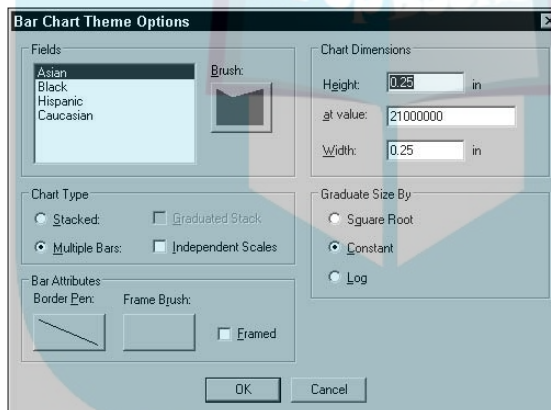 Bar Chart Theme Options
Fields
Asian
Black
Hispanic
Caucasian
Brush:
Chart Dimensions
Height: 0.25 in
at value: 21000000
Width: 0.25 in
Chart Type
Stacked:
Graduated Stack
Multiple Bars:
Independent Scales
Graduate Size By
Square Root
Constant
Log
Bar Attributes
Border Pen:
Frame Brush:
Framed
OK
Cancel